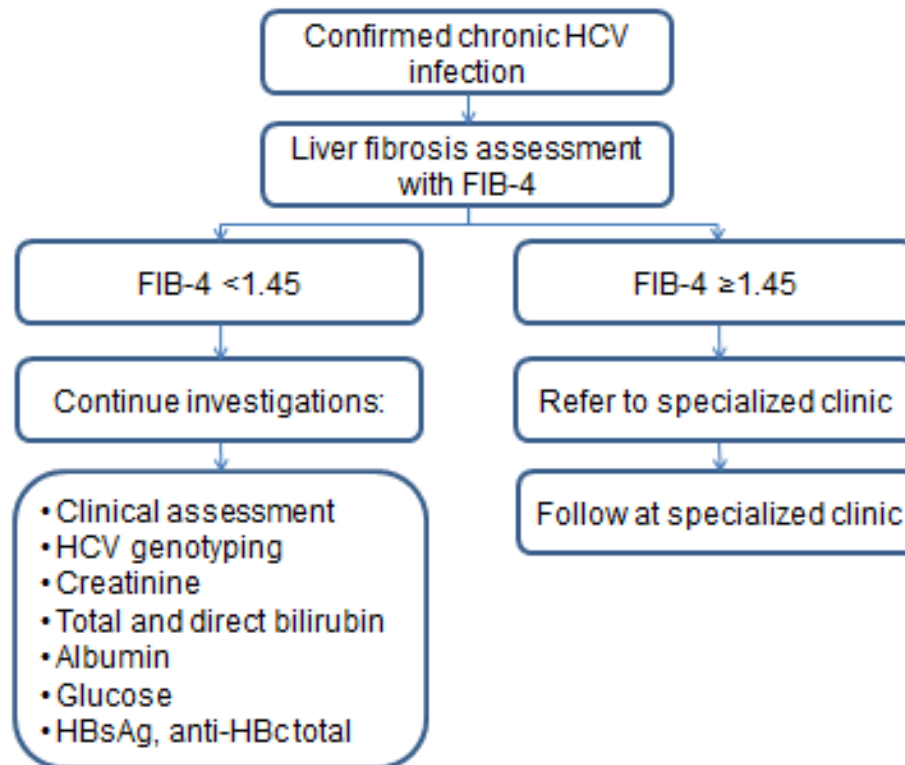 Confirmed chronic HCV
infection
Liver fibrosis assessment
with FIB-4
FIB-4 <1.45
FIB-4 ≥1.45
Continue investigations:
Refer to specialized clinic
• Clinical assessment
• HCV genotyping
• Creatinine
• Total and direct bilirubin
• Albumin
• Glucose
• HBsAg, anti-HBc total
Follow at specialized clinic